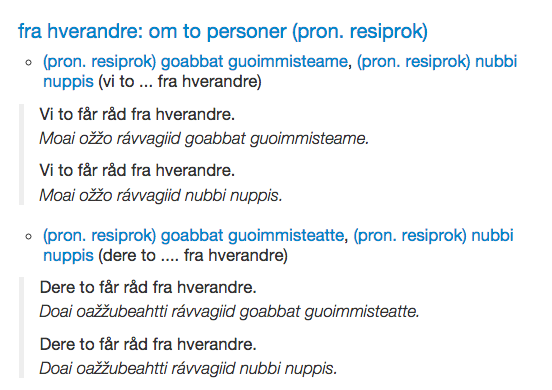 fra hverandre: om to personer (pron. resiprok)
(pron. resiprok) goabbat guoimmisteame, (pron. resiprok) nubbi
nuppis (vi to ... fra hverandre)
Vi to får råd fra hverandre.
Moai ožžo rávvagiid goabbat guoimmisteame.
Vi to får råd fra hverandre.
Moai ožžo rávvagiid nubbi nuppis.
(pron. resiprok) goabbat guoimmisteatte, (pron. resiprok) nubbi
nuppis (dere to .... fra hverandre)
Dere to får råd fra hverandre.
Doai oažžubeahtti rávvagiid goabbat guoimmisteatte.
Dere to får råd fra hverandre.
Doai oažžubeahtti rávvagiid nubbi nuppis.